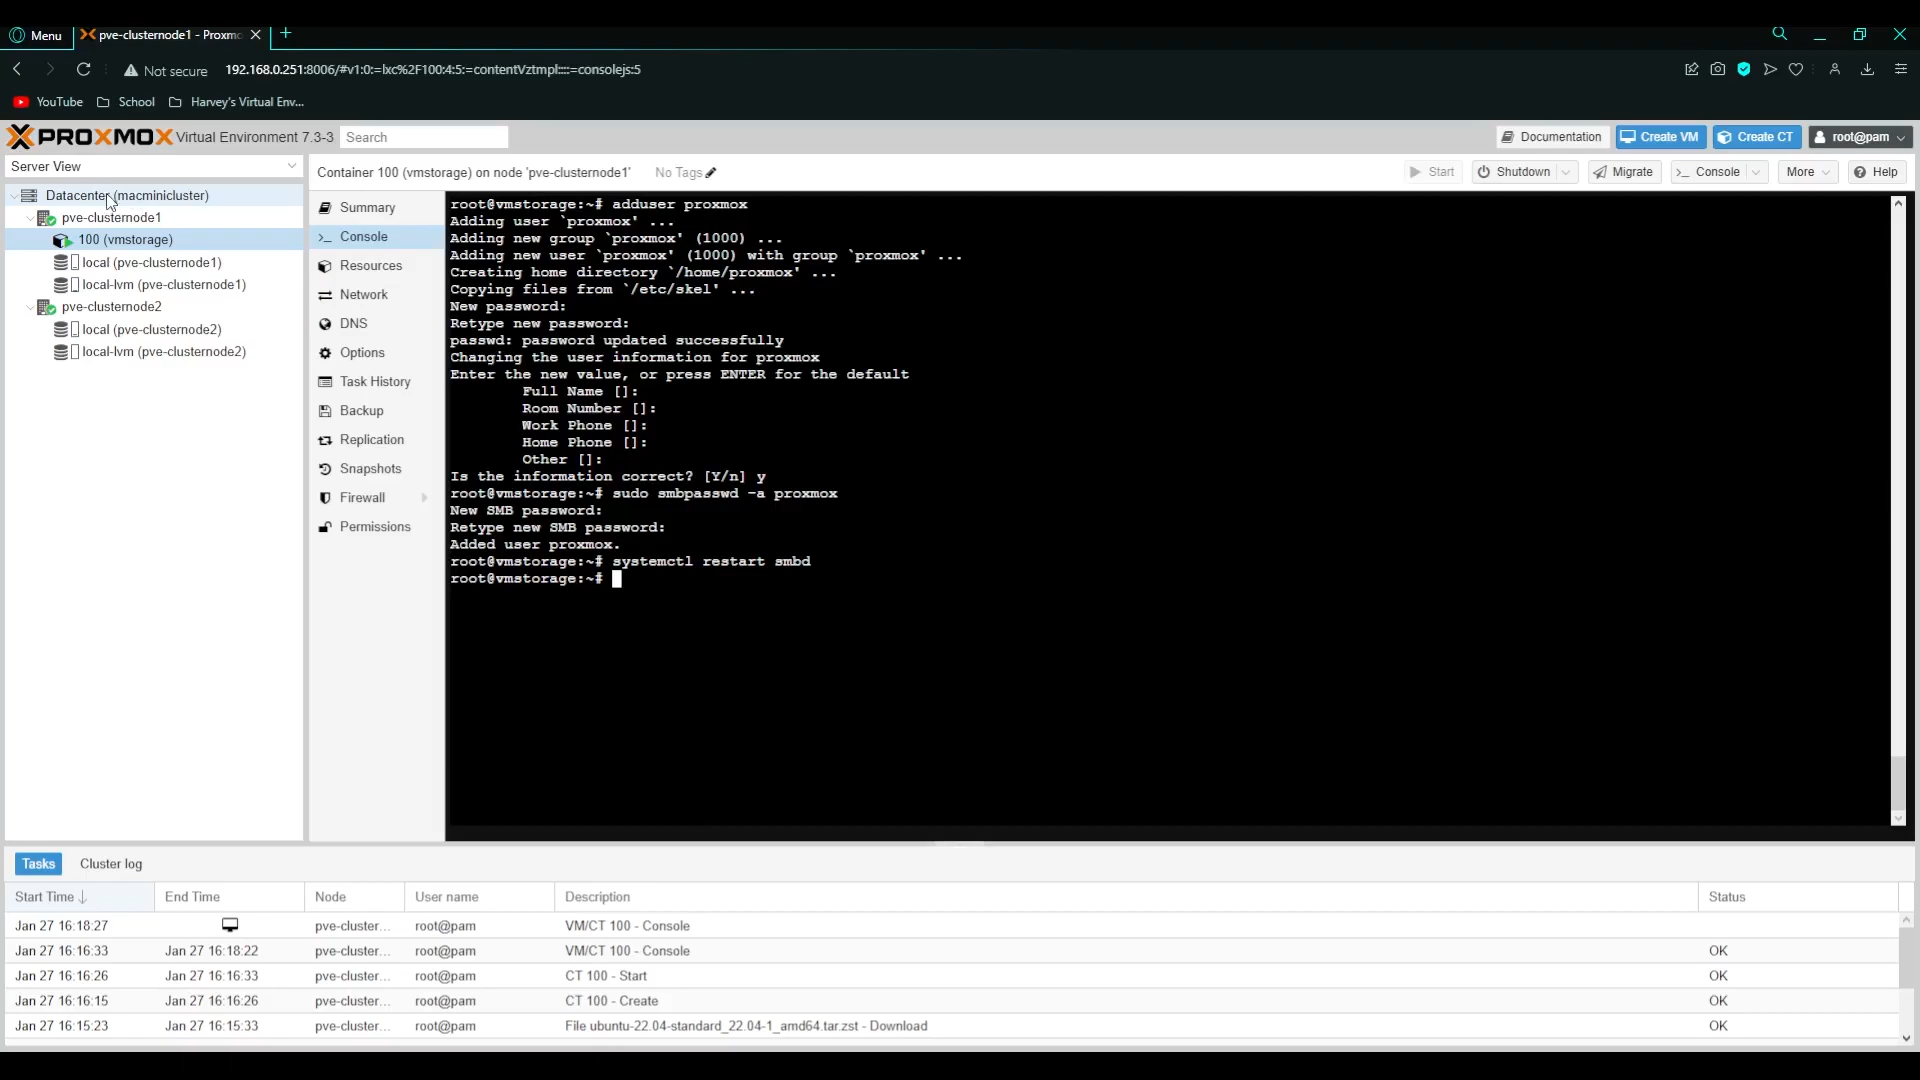 Menu
pve-clusternode1 - Proxmo
Not secure
192.168.0.251:8006/#v1:0:=lxc%2F100:4:5:=contentVztmpl::::=consolejs:5
YouTube
School
Harvey's Virtual Env...
PROXMOX Virtual Environment 7.3-3
Search
Documentation
Create VM
Create CT
root@pam
Server View
Datacenter (macminicluster)
pve-clusternode1
100 (vmstorage)
local (pve-clusternode1)
local-lvm (pve-clusternode1)
pve-clusternode2
local (pve-clusternode2)
local-lvm (pve-clusternode2)
Container 100 (vmstorage) on node 'pve-clusternode1'
No Tags
Start
Shutdown
Migrate
Console
More
Help
Summary
Console
Resources
Network
DNS
Options
Task History
Backup
Replication
Snapshots
Firewall
Permissions
root@vmstorage:~# adduser proxmox
Adding user `proxmox' ...
Adding new group `proxmox' (1000) ...
Adding new user `proxmox' (1000) with group `proxmox' ...
Creating home directory `/home/proxmox' ...
Copying files from `/etc/skel' ...
New password:
Retype new password:
passwd: password updated successfully
Changing the user information for proxmox
Enter the new value, or press ENTER for the default
Full Name []:
Room Number []:
Work Phone []:
Home Phone []:
Other []:
Is the information correct? [Y/n] y
root@vmstorage:~# sudo smbpasswd -a proxmox
New SMB password:
Retype new SMB password:
Added user proxmox.
root@vmstorage:~# systemctl restart smbd
root@vmstorage:~#
Tasks
Cluster log
Start Time
End Time
Node
User name
Description
Status
Jan 27 16:18:27 pve-cluster... root@pam VM/CT 100 - Console
Jan 27 16:16:33 Jan 27 16:18:22 pve-cluster... root@pam VM/CT 100 - Console OK
Jan 27 16:16:26 Jan 27 16:16:33 pve-cluster... root@pam CT 100 - Start OK
Jan 27 16:16:15 Jan 27 16:16:26 pve-cluster... root@pam CT 100 - Create OK
Jan 27 16:15:23 Jan 27 16:15:33 pve-cluster... root@pam File ubuntu-22.04-standard_22.04-1_amd64.tar.zst - Download OK